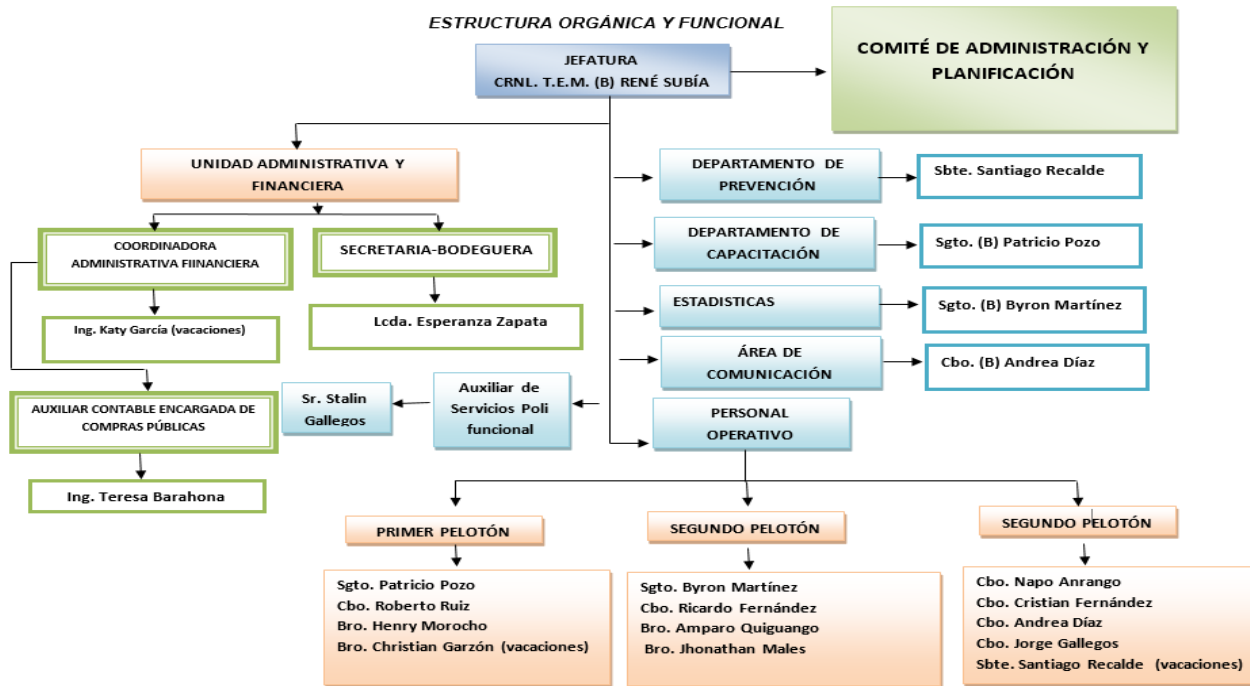 ESTRUCTURA ORGÁNICA Y FUNCIONAL
JEFATURA
CRNL. T.E.M. (B) RENÉ SUBÍA
COMITÉ DE ADMINISTRACIÓN Y
PLANIFICACIÓN
UNIDAD ADMINISTRATIVA Y
FINANCIERA
COORDINADORA
ADMINISTRATIVA FIINANCIERA
SECRETARIA-BODEGUERA
Ing. Katy García (vacaciones)
Lcda. Esperanza Zapata
AUXILIAR CONTABLE ENCARGADA DE
COMPRAS PÚBLICAS
Ing. Teresa Barahona
Sr. Stalin
Gallegos
Auxiliar de
Servicios Poli
funcional
DEPARTAMENTO DE
PREVENCIÓN
Sbte. Santiago Recalde
DEPARTAMENTO DE
CAPACITACIÓN
Sgto. (B) Patricio Pozo
ESTADISTICAS
Sgto. (B) Byron Martínez
ÁREA DE
COMUNICACIÓN
Cbo. (B) Andrea Díaz
PERSONAL
OPERATIVO
PRIMER PELOTÓN
Sgto. Patricio Pozo
Cbo. Roberto Ruiz
Bro. Henry Morocho
Bro. Christian Garzón (vacaciones)
SEGUNDO PELOTÓN
Sgto. Byron Martínez
Cbo. Ricardo Fernández
Bro. Amparo Quiguango
Bro. Jhonathan Males
SEGUNDO PELOTÓN
Cbo. Napo Anrango
Cbo. Cristian Fernández
Cbo. Andrea Díaz
Cbo. Jorge Gallegos
Sbte. Santiago Recalde (vacaciones)